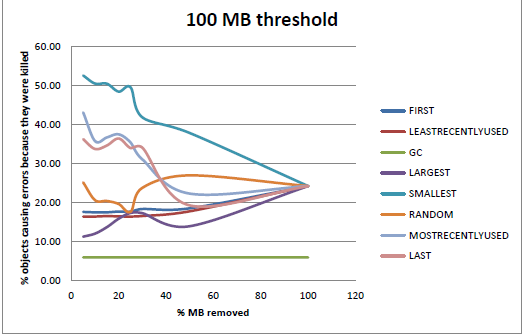 100 MB threshold
% objects causing errors because they were killed
60.00
50.00
40.00
30.00
20.00
10.00
0.00
0
20
40
60
80
100
120
% MB removed
FIRST
LEASTRECENTLYUSED
GC
LARGEST
SMALLEST
RANDOM
MOSTRECENTLYUSED
LAST